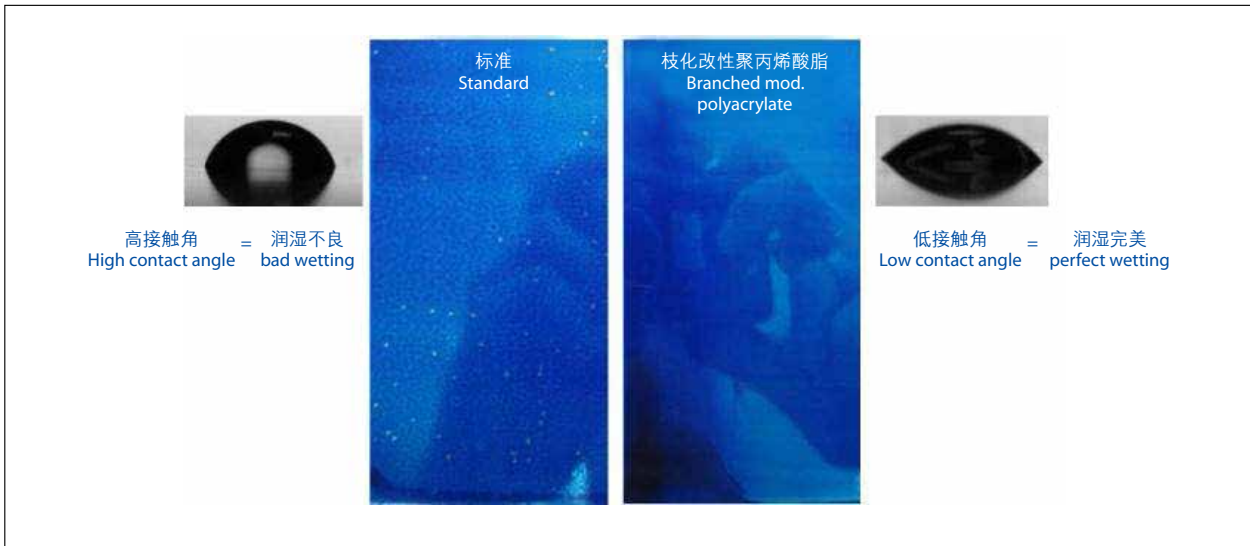 标准
Standard
枝化改性聚丙烯酸脂
Branched mod.
polyacrylate
高接触角 = 润湿不良
High contact angle bad wetting
低接触角 = 润湿完美
Low contact angle perfect wetting